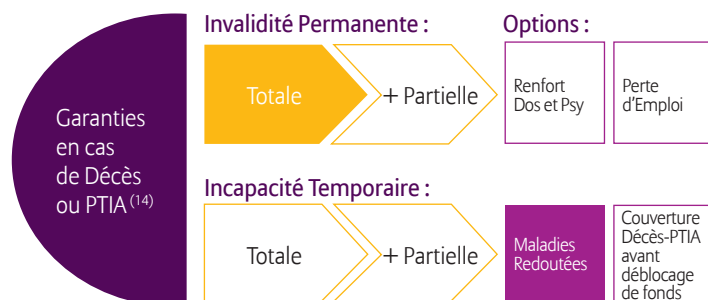 Garanties
en cas
de Décès
ou PTIA (14)
Invalidité Permanente :
Totale
+ Partielle
Options :
Renfort
Dos et Psy
Perte
d'Emploi
Incapacité Temporaire :
Totale
+ Partielle
Maladies
Redoutées
Couverture
Décès-PTIA
avant
déblocage
de fonds